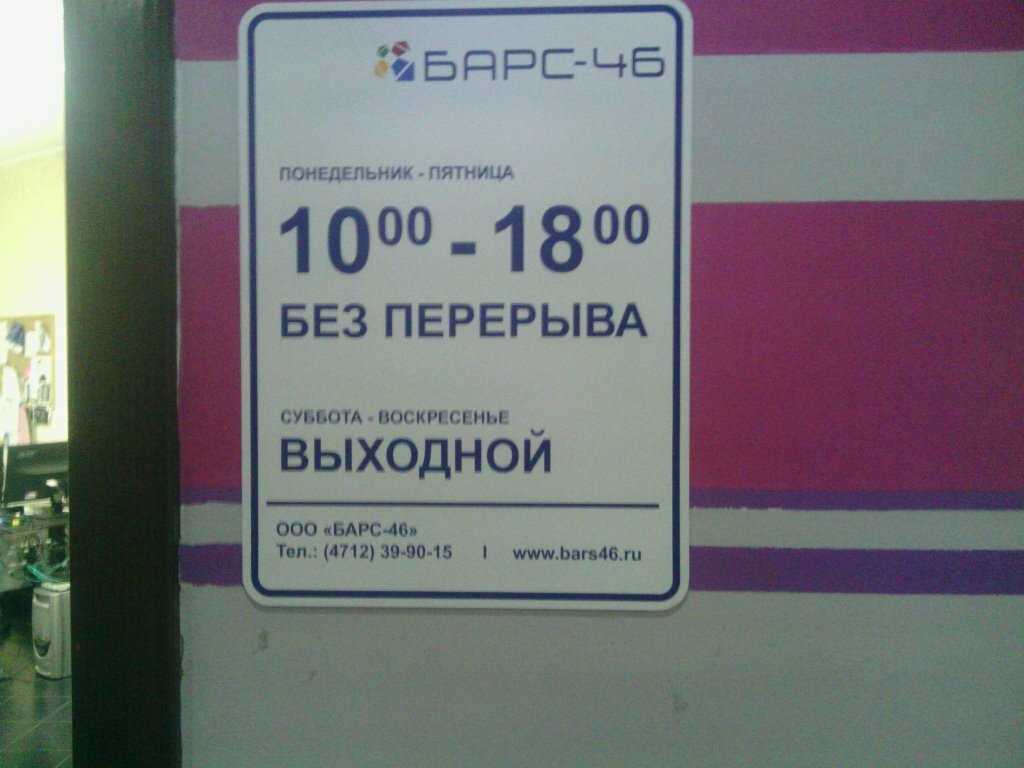 БАРС-46
ПОНЕДЕЛЬНИК - ПЯТНИЦА
10⁰⁰ - 18⁰⁰
БЕЗ ПЕРЕРЫВА
СУББОТА - ВОСКРЕСЕНЬЕ
ВЫХОДНОЙ
ООО «БАРС-46»
Тел.: (4712) 39-90-15 | www.bars46.ru